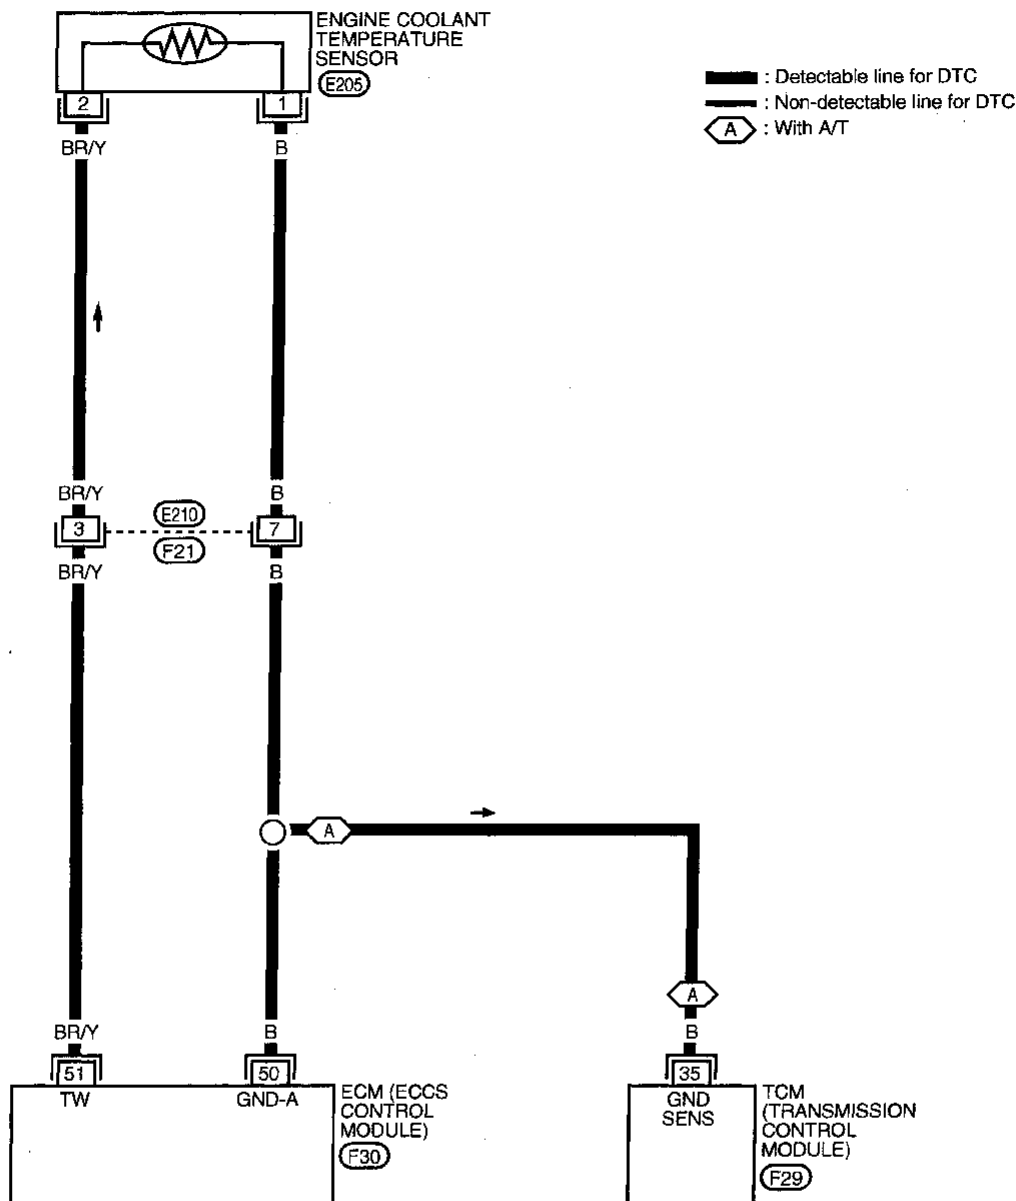 ENGINE COOLANT
TEMPERATURE
SENSOR
E205
: Detectable line for DTC
: Non-detectable line for DTC
A : With A/T
2 1
BR/Y B
BR/Y B
3 E210 7
F21
BR/Y B
A
A
BR/Y B B
51 50 35
TW GND-A
ECM (ECCS
CONTROL
MODULE)
F30
GND
SENS
TCM
(TRANSMISSION
CONTROL
MODULE)
F29